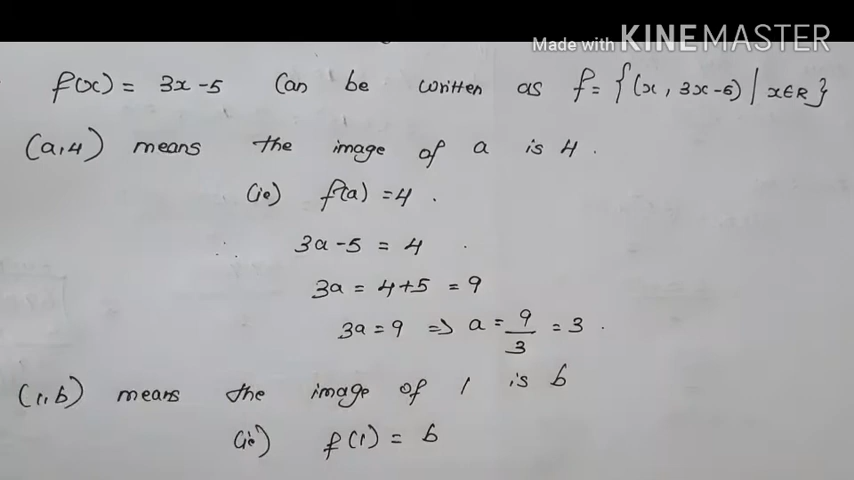 Made with KINEMASTER
f(x) = 3x-5 Can be written as f= {(x, 3x-5) | x∈R}
(a,4) means the image of a is 4.
(ie) f(a) =4.
∴ 3a-5 = 4.
3a = 4+5 = 9
3a = 9 => a = 9/3 = 3.
(1,b) means the image of 1 is b
(ie) f(1) = b